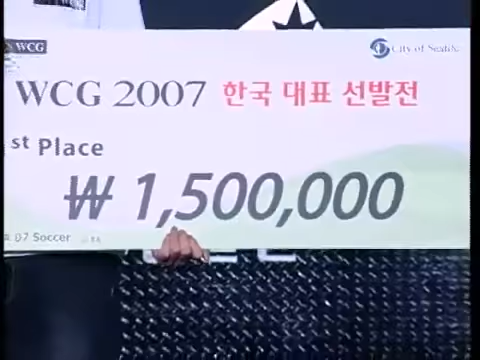 WCG
City of Seattle
WCG 2007 한국 대표 선발전
st Place
₩ 1,500,000
07 Soccer